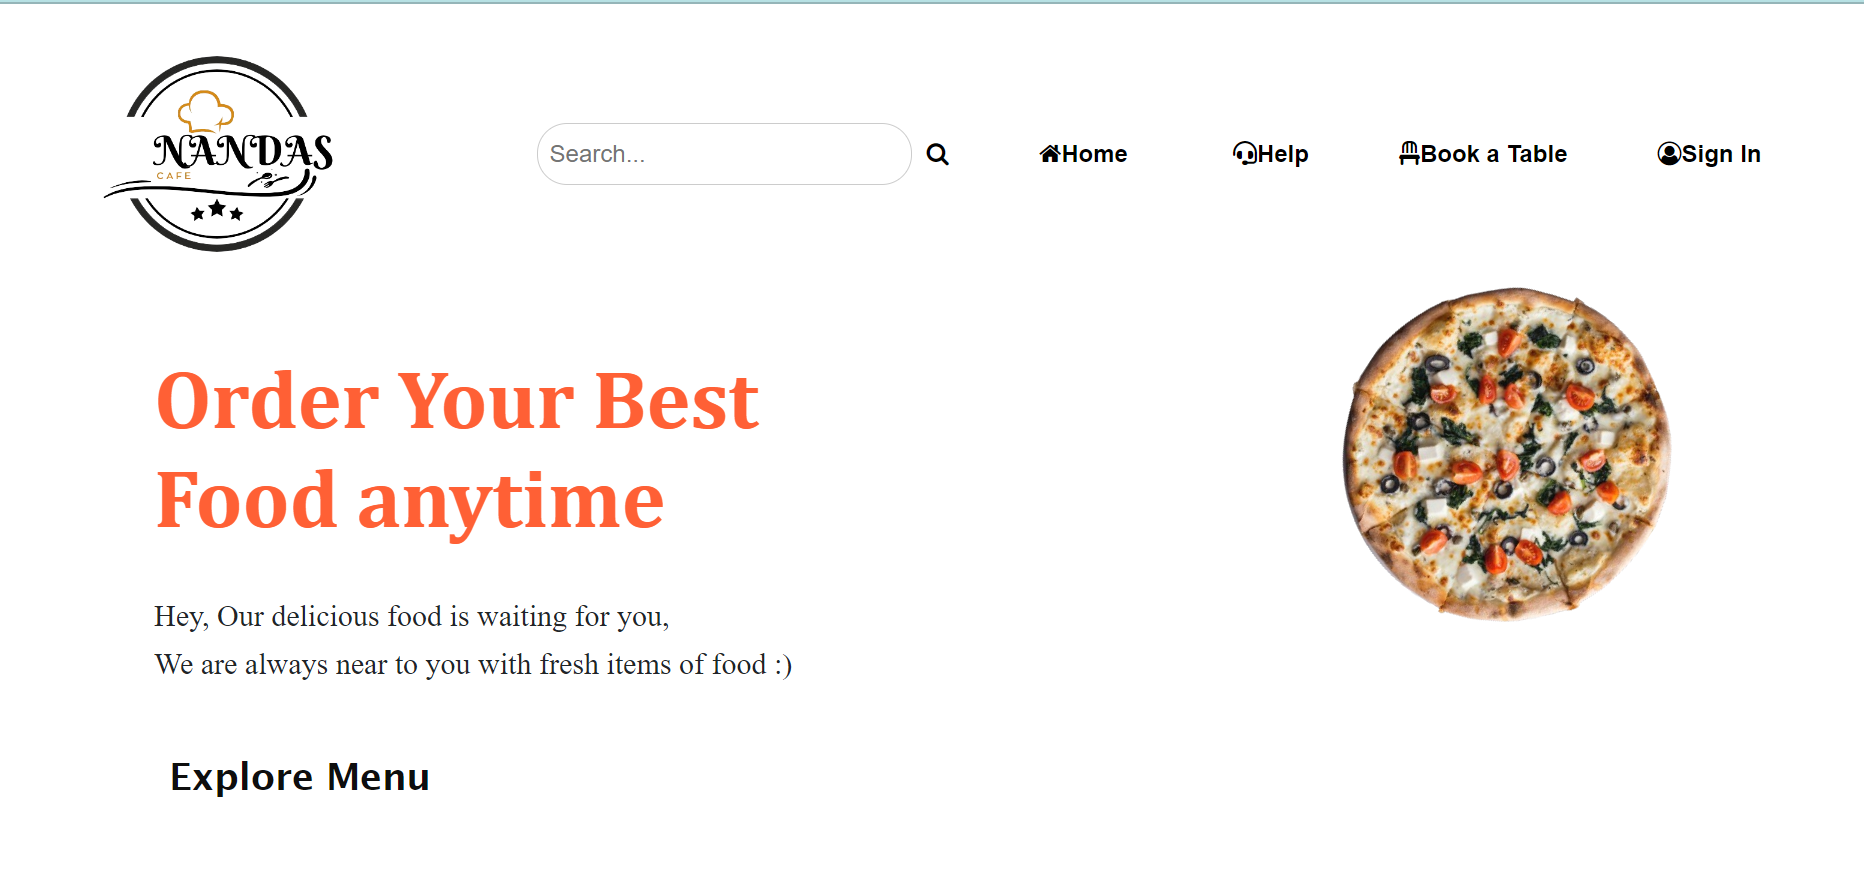 NANDAS
CAFE
Search...
Home
Help
Book a Table
Sign In
Order Your Best
Food anytime
Hey, Our delicious food is waiting for you,
We are always near to you with fresh items of food :)
Explore Menu